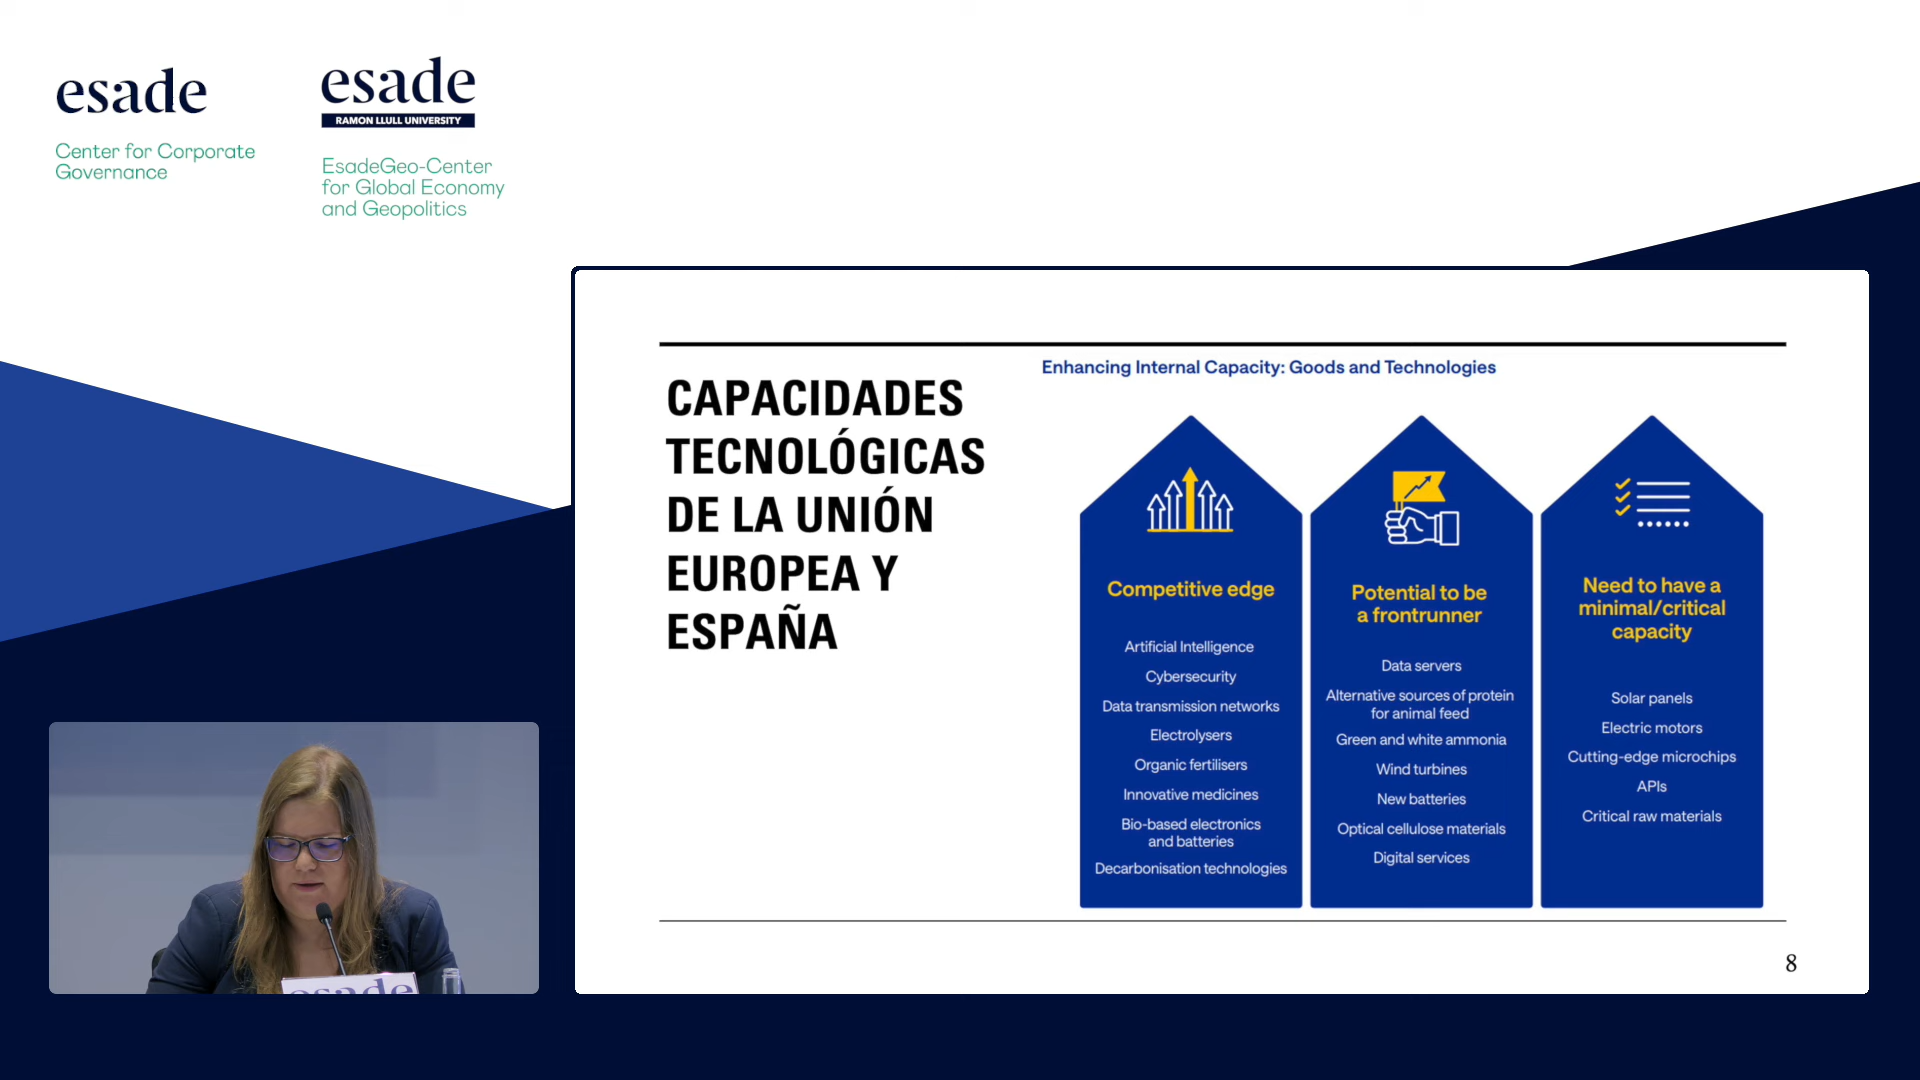 esade
Center for Corporate
Governance
esade
RAMON LLULL UNIVERSITY
EsadeGeo-Center
for Global Economy
and Geopolitics
CAPACIDADES
TECNOLÓGICAS
DE LA UNIÓN
EUROPEA Y
ESPAÑA
Enhancing Internal Capacity: Goods and Technologies
Competitive edge
Artificial Intelligence
Cybersecurity
Data transmission networks
Electrolysers
Organic fertilisers
Innovative medicines
Bio-based electronics
and batteries
Decarbonisation technologies
Potential to be
a frontrunner
Data servers
Alternative sources of protein
for animal feed
Green and white ammonia
Wind turbines
New batteries
Optical cellulose materials
Digital services
Need to have a
minimal/critical
capacity
Solar panels
Electric motors
Cutting-edge microchips
APIs
Critical raw materials
8
esade